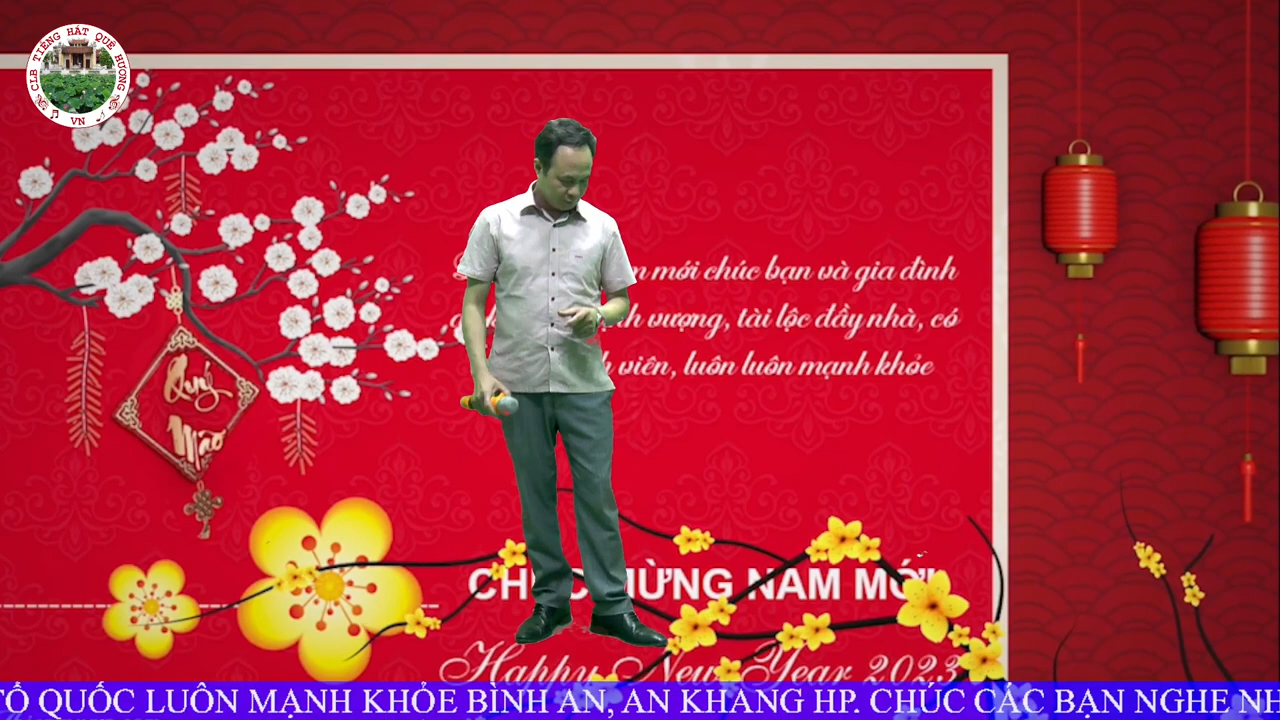 CLB TIẾNG HÁT QUÊ HƯƠNG
VN
mới chúc bạn và gia đình
vượng, tài lộc đầy nhà, có
viên, luôn luôn mạnh khỏe
Quý
Mão
CHÚC MỪNG NĂM MỚI
Happy New Year 2023
TỔ QUỐC LUÔN MẠNH KHỎE BÌNH AN, AN KHANG HP. CHÚC CÁC BẠN NGHE